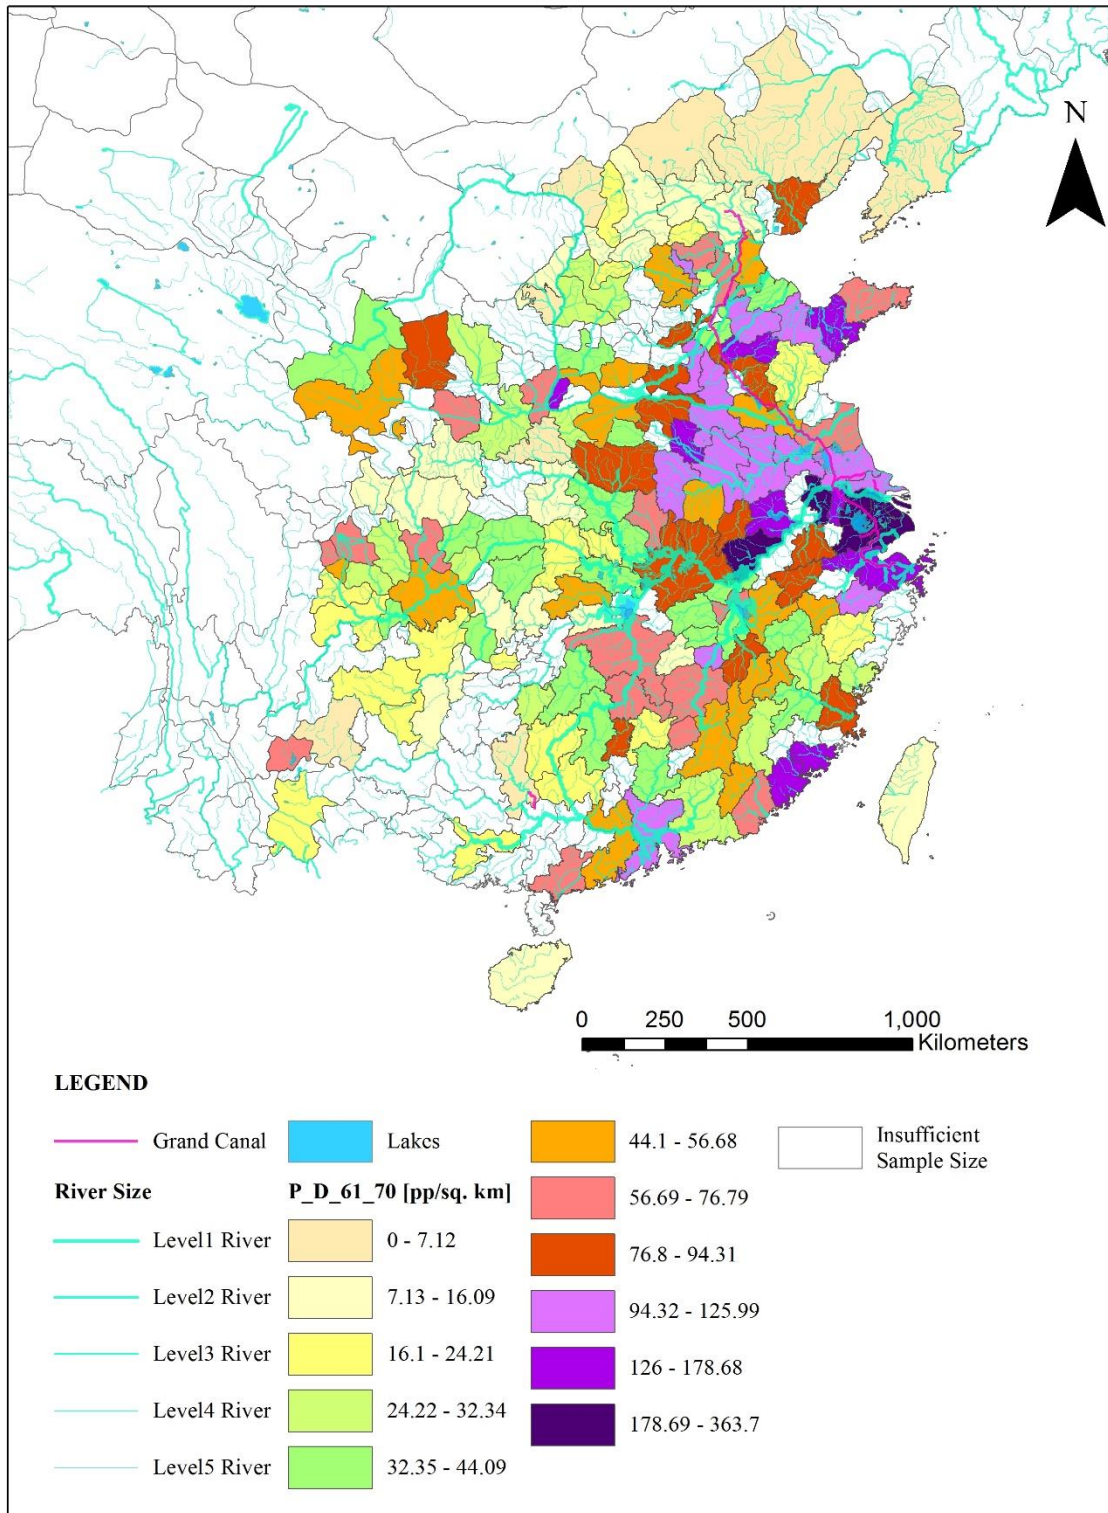 N
0 250 500 1,000
Kilometers
LEGEND
Grand Canal
Lakes
44.1 - 56.68
Insufficient
Sample Size
River Size
P_D_61_70 [pp/sq. km]
56.69 - 76.79
Level1 River
0 - 7.12
76.8 - 94.31
Level2 River
7.13 - 16.09
94.32 - 125.99
Level3 River
16.1 - 24.21
126 - 178.68
Level4 River
24.22 - 32.34
178.69 - 363.7
Level5 River
32.35 - 44.09